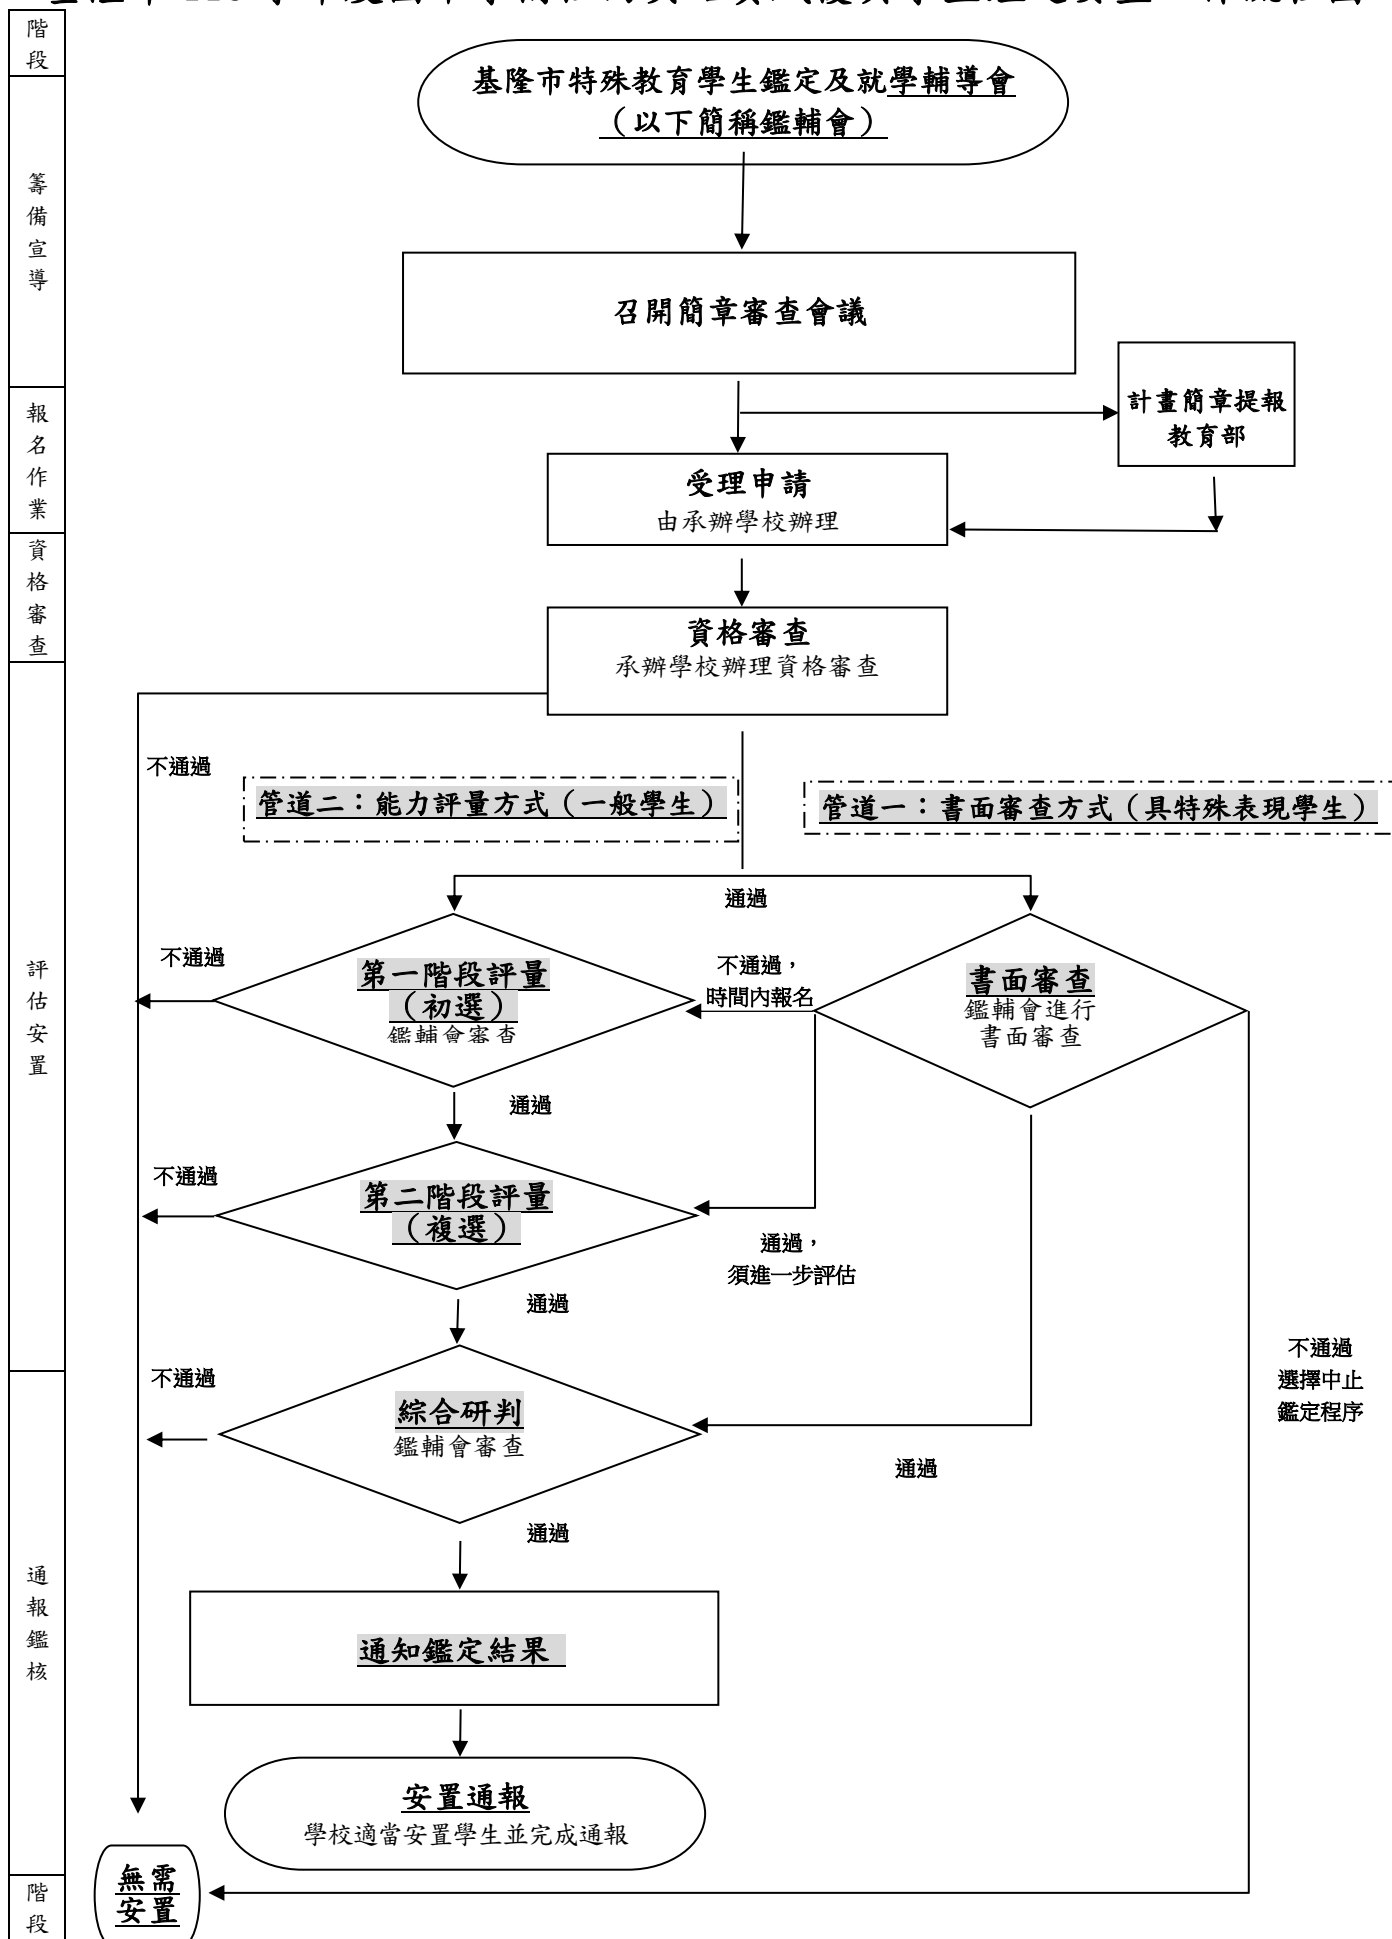 階
段
基隆市特殊教育學生鑑定及就學輔導會
（以下簡稱鑑輔會）
籌
備
宣
導
召開簡章審查會議
計畫簡章提報
教育部
報
名
作
業
受理申請
由承辦學校辦理
資
格
審
查
資格審查
承辦學校辦理資格審查
不通過
管道二：能力評量方式（一般學生）
管道一：書面審查方式（具特殊表現學生）
通過
評
估
安
置
不通過
第一階段評量
（初選）
鑑輔會審查
不通過，
時間內報名
書面審查
鑑輔會進行
書面審查
通過
不通過
第二階段評量
（複選）
通過，
須進一步評估
通過
不通過
選擇中止
鑑定程序
不通過
綜合研判
鑑輔會審查
通過
通過
通
報
鑑
核
通知鑑定結果
安置通報
學校適當安置學生並完成通報
無需
安置
階
段